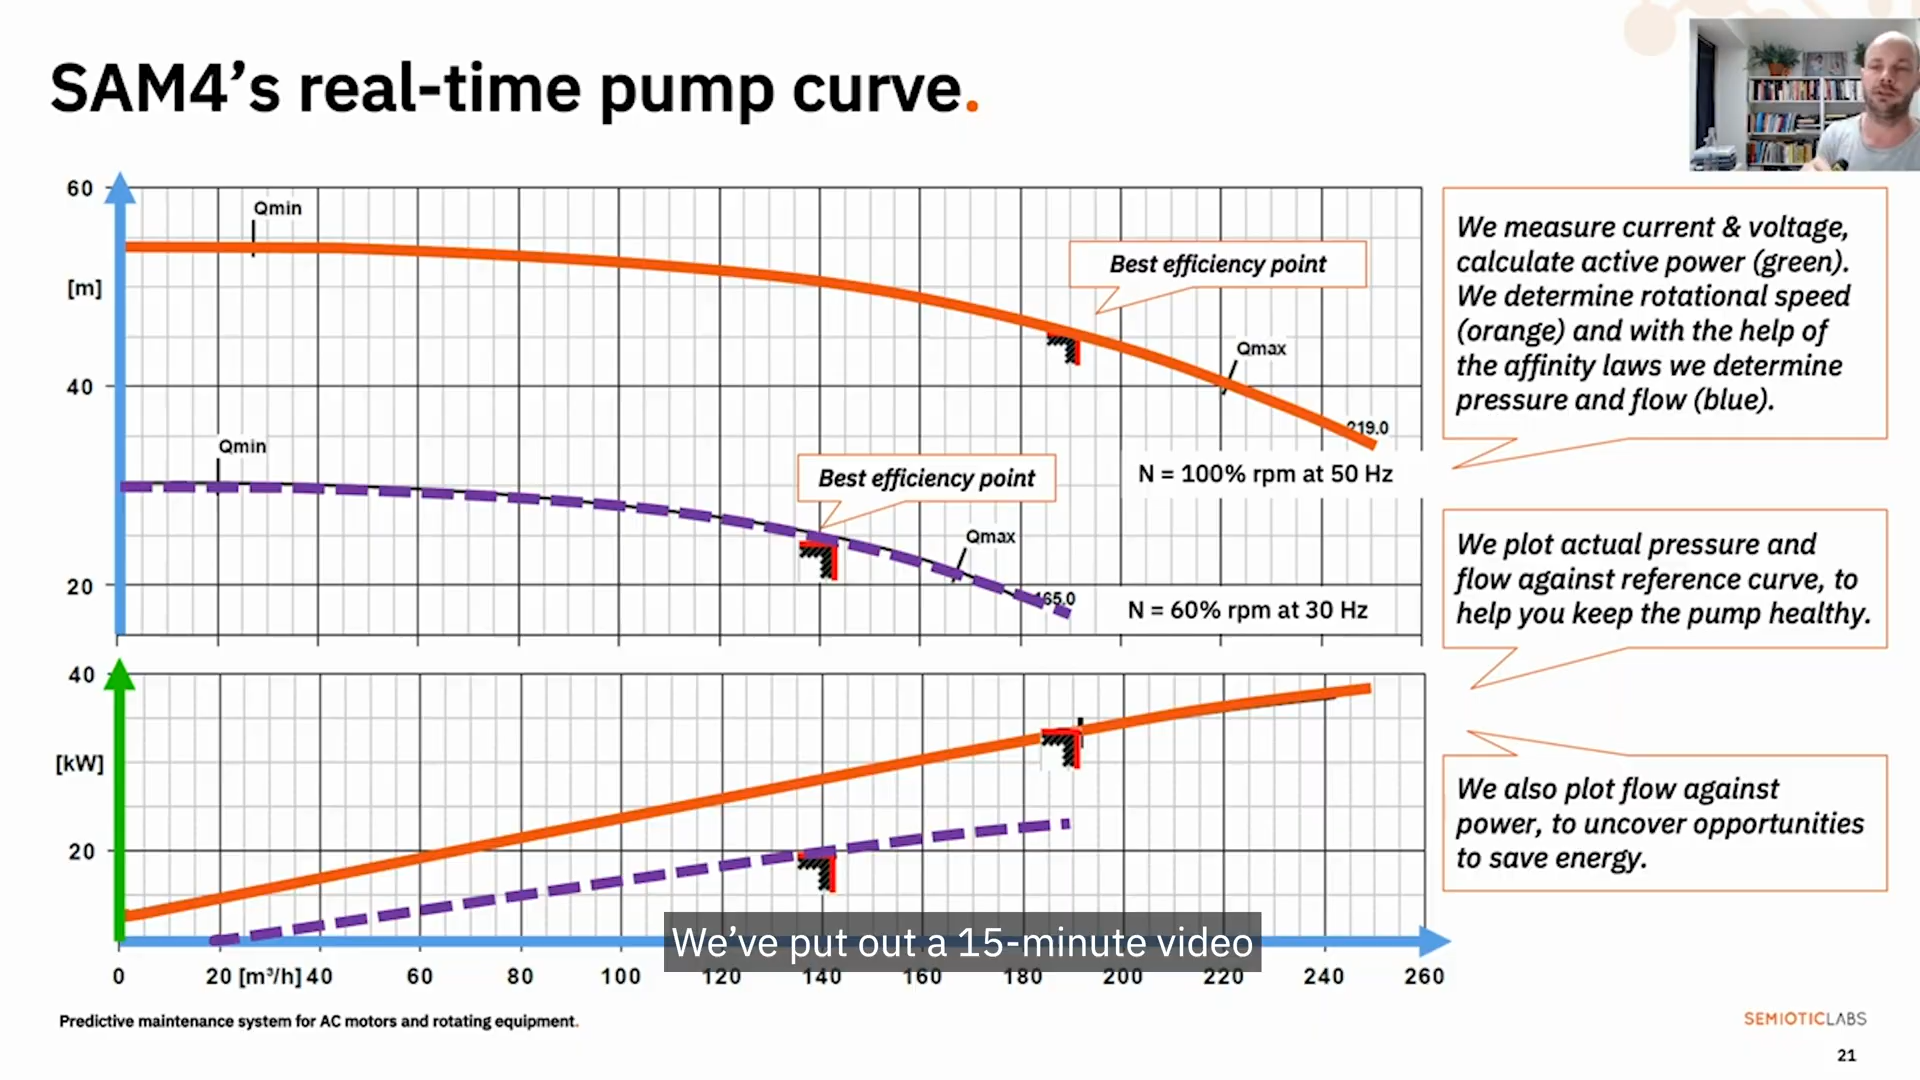 SAM4’s real-time pump curve.
60
Qmin
[m]
Best efficiency point
Qmax
40
219.0
N = 100% rpm at 50 Hz
Qmin
Best efficiency point
Qmax
20
165.0
N = 60% rpm at 30 Hz
We measure current & voltage,
calculate active power (green).
We determine rotational speed
(orange) and with the help of
the affinity laws we determine
pressure and flow (blue).
We plot actual pressure and
flow against reference curve, to
help you keep the pump healthy.
We also plot flow against
power, to uncover opportunities
to save energy.
40
[kW]
20
We’ve put out a 15-minute video
0 20 [m³/h] 40 60 80 100 120 140 160 180 200 220 240 260
Predictive maintenance system for AC motors and rotating equipment.
SEMIOTICLABS
21